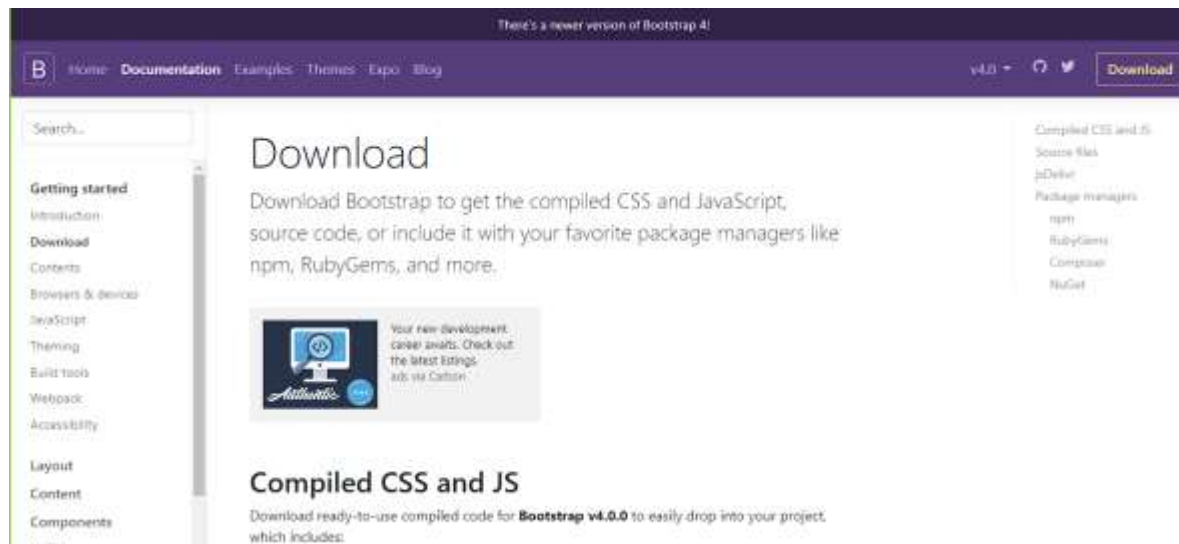 There's a newer version of Bootstrap 4!
B Home Documentation Examples Themes Expo Blog v4.0 Download
Search...
Getting started
Introduction
Download
Contents
Browsers & devices
JavaScript
Theming
Build tools
Webpack
Accessibility
Layout
Content
Components
Download
Download Bootstrap to get the compiled CSS and JavaScript,
source code, or include it with your favorite package managers like
npm, RubyGems, and more.
Authentic
Your new development
career awaits. Check out
the latest listings.
ads via Carbon
Compiled CSS and JS
Download ready-to-use compiled code for Bootstrap v4.0.0 to easily drop into your project,
which includes:
Compiled CSS and JS
Source files
jsDelivr
Package managers
npm
RubyGems
Composer
NuGet